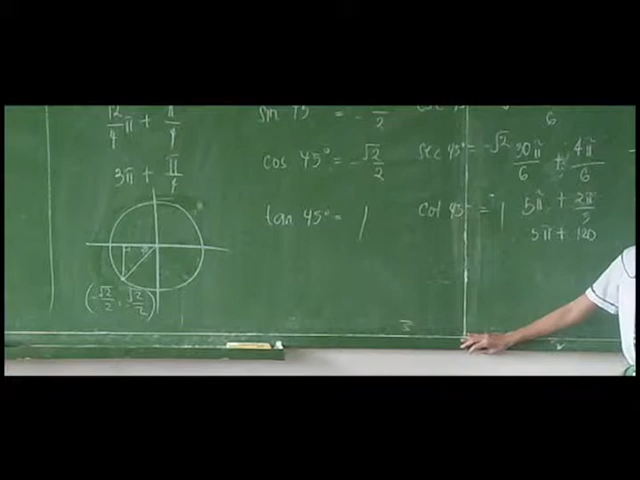 12/4 π + π/4
3π + π/4
(-√2/2, -√2/2)
sin 45° = - √2/2
cos 45° = - √2/2
tan 45° = 1
sec 45° = -√2
cot 45° = 1
30π/6 + 4π/6
5π + 2π/3
5π + 120